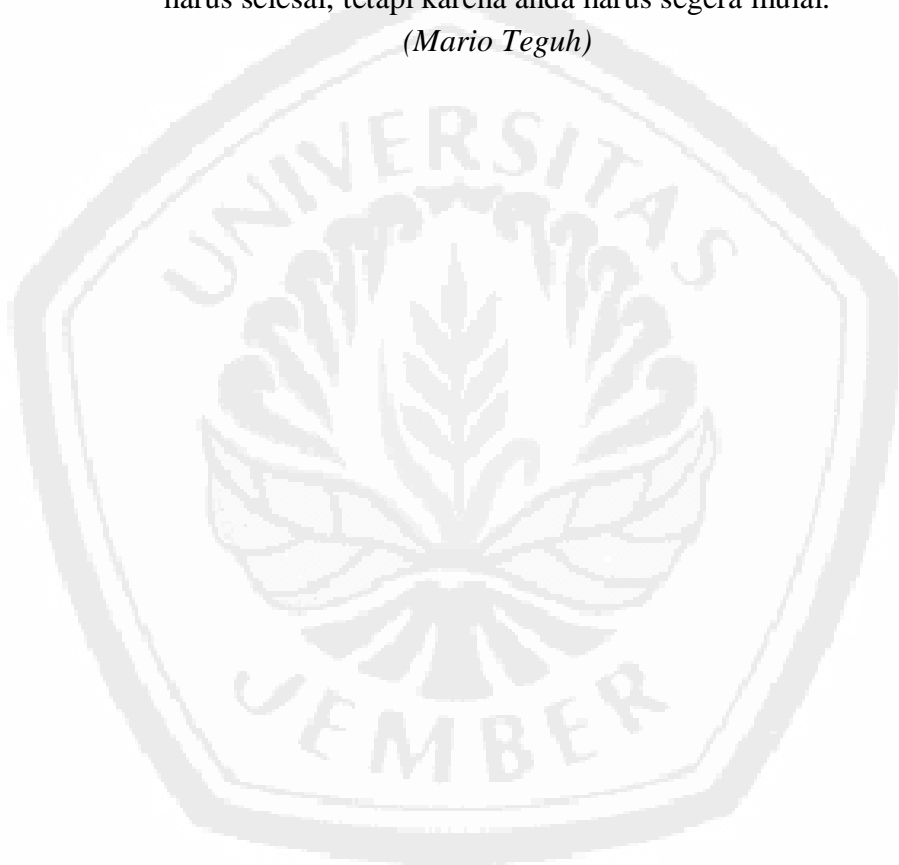 harus selesai, tetapi karena anda harus segera mulai.
(Mario Teguh)
UNIVERSITAS
JEMBER